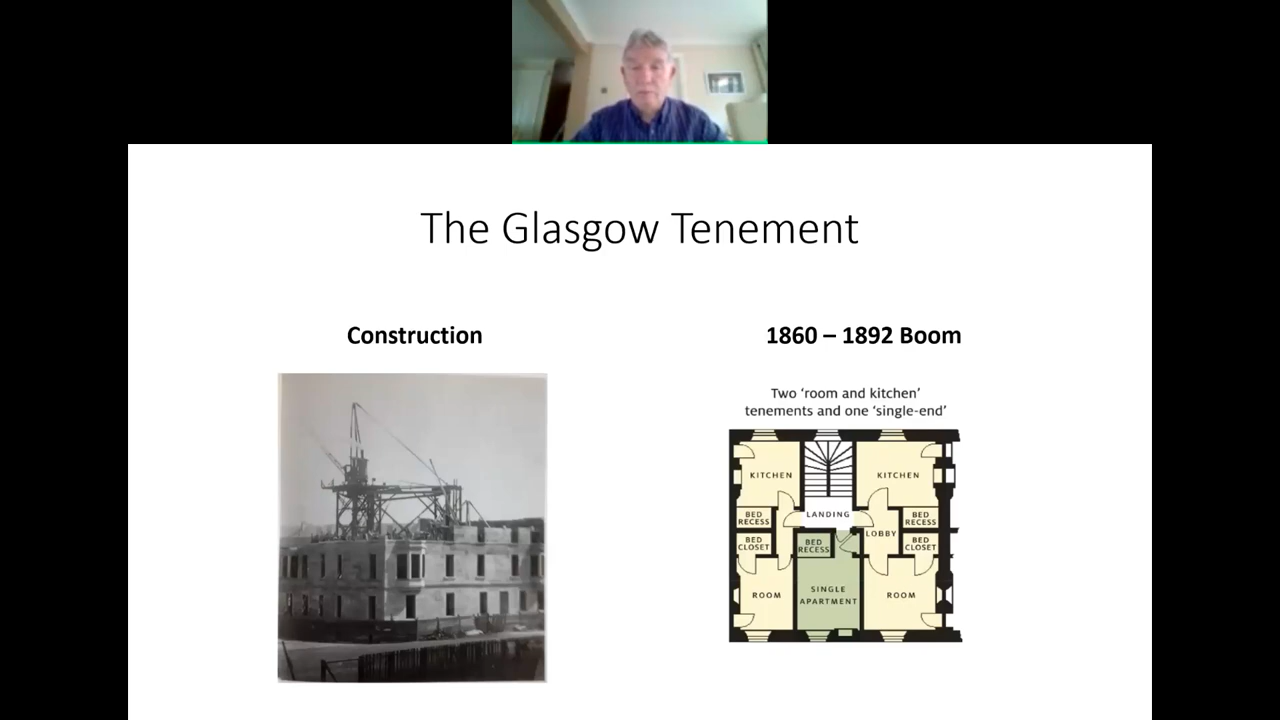 The Glasgow Tenement
Construction
1860 – 1892 Boom
Two ‘room and kitchen’
tenements and one ‘single-end’
KITCHEN
KITCHEN
LANDING
BED
RECESS
BED
RECESS
LOBBY
BED
CLOSET
BED
RECESS
BED
CLOSET
ROOM
SINGLE
APARTMENT
ROOM